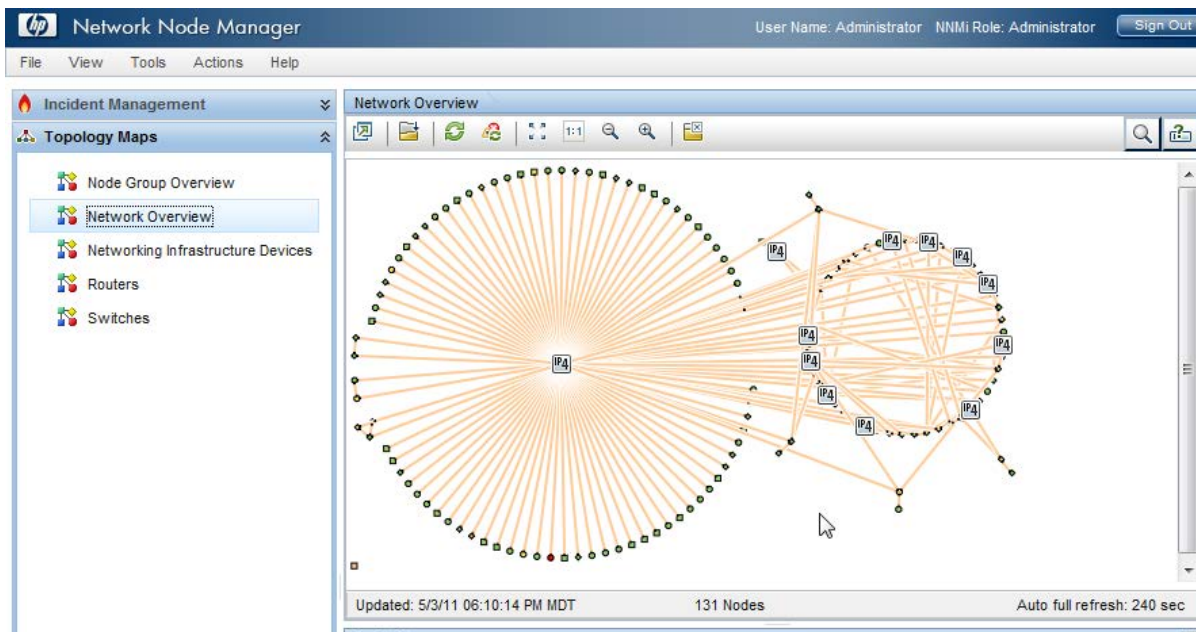 hp Network Node Manager
User Name: Administrator NNMi Role: Administrator Sign Out
File View Tools Actions Help
Incident Management
Topology Maps
Node Group Overview
Network Overview
Networking Infrastructure Devices
Routers
Switches
Network Overview
1:1
IP4
IP4
IP4
IP4
IP4
IP4
IP4
IP4
IP4
IP4
IP4
IP4
Updated: 5/3/11 06:10:14 PM MDT 131 Nodes Auto full refresh: 240 sec